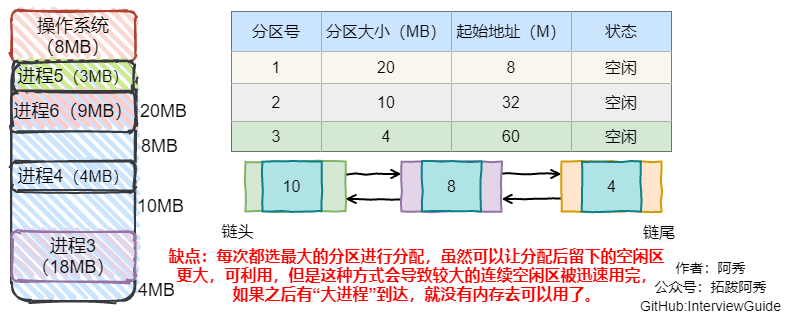 操作系统
(8MB)
进程5（3MB）
进程6（9MB）
20MB
8MB
进程4（4MB）
10MB
进程3
（18MB）
4MB
分区号 分区大小（MB） 起始地址（M） 状态
1 20 8 空闲
2 10 32 空闲
3 4 60 空闲
10 8 4
链头 链尾
缺点：每次都选最大的分区进行分配，虽然可以让分配后留下的空闲区
更大，可利用，但是这种方式会导致较大的连续空闲区被迅速用完，
如果之后有“大进程”到达，就没有内存去可以用了。
作者：阿秀
公众号：拓跋阿秀
GitHub:InterviewGuide